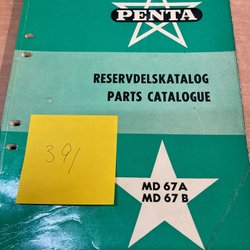 PENTA
RESERVDELSKATALOG
PARTS CATALOGUE
391
MD 67 A
MD 67 B